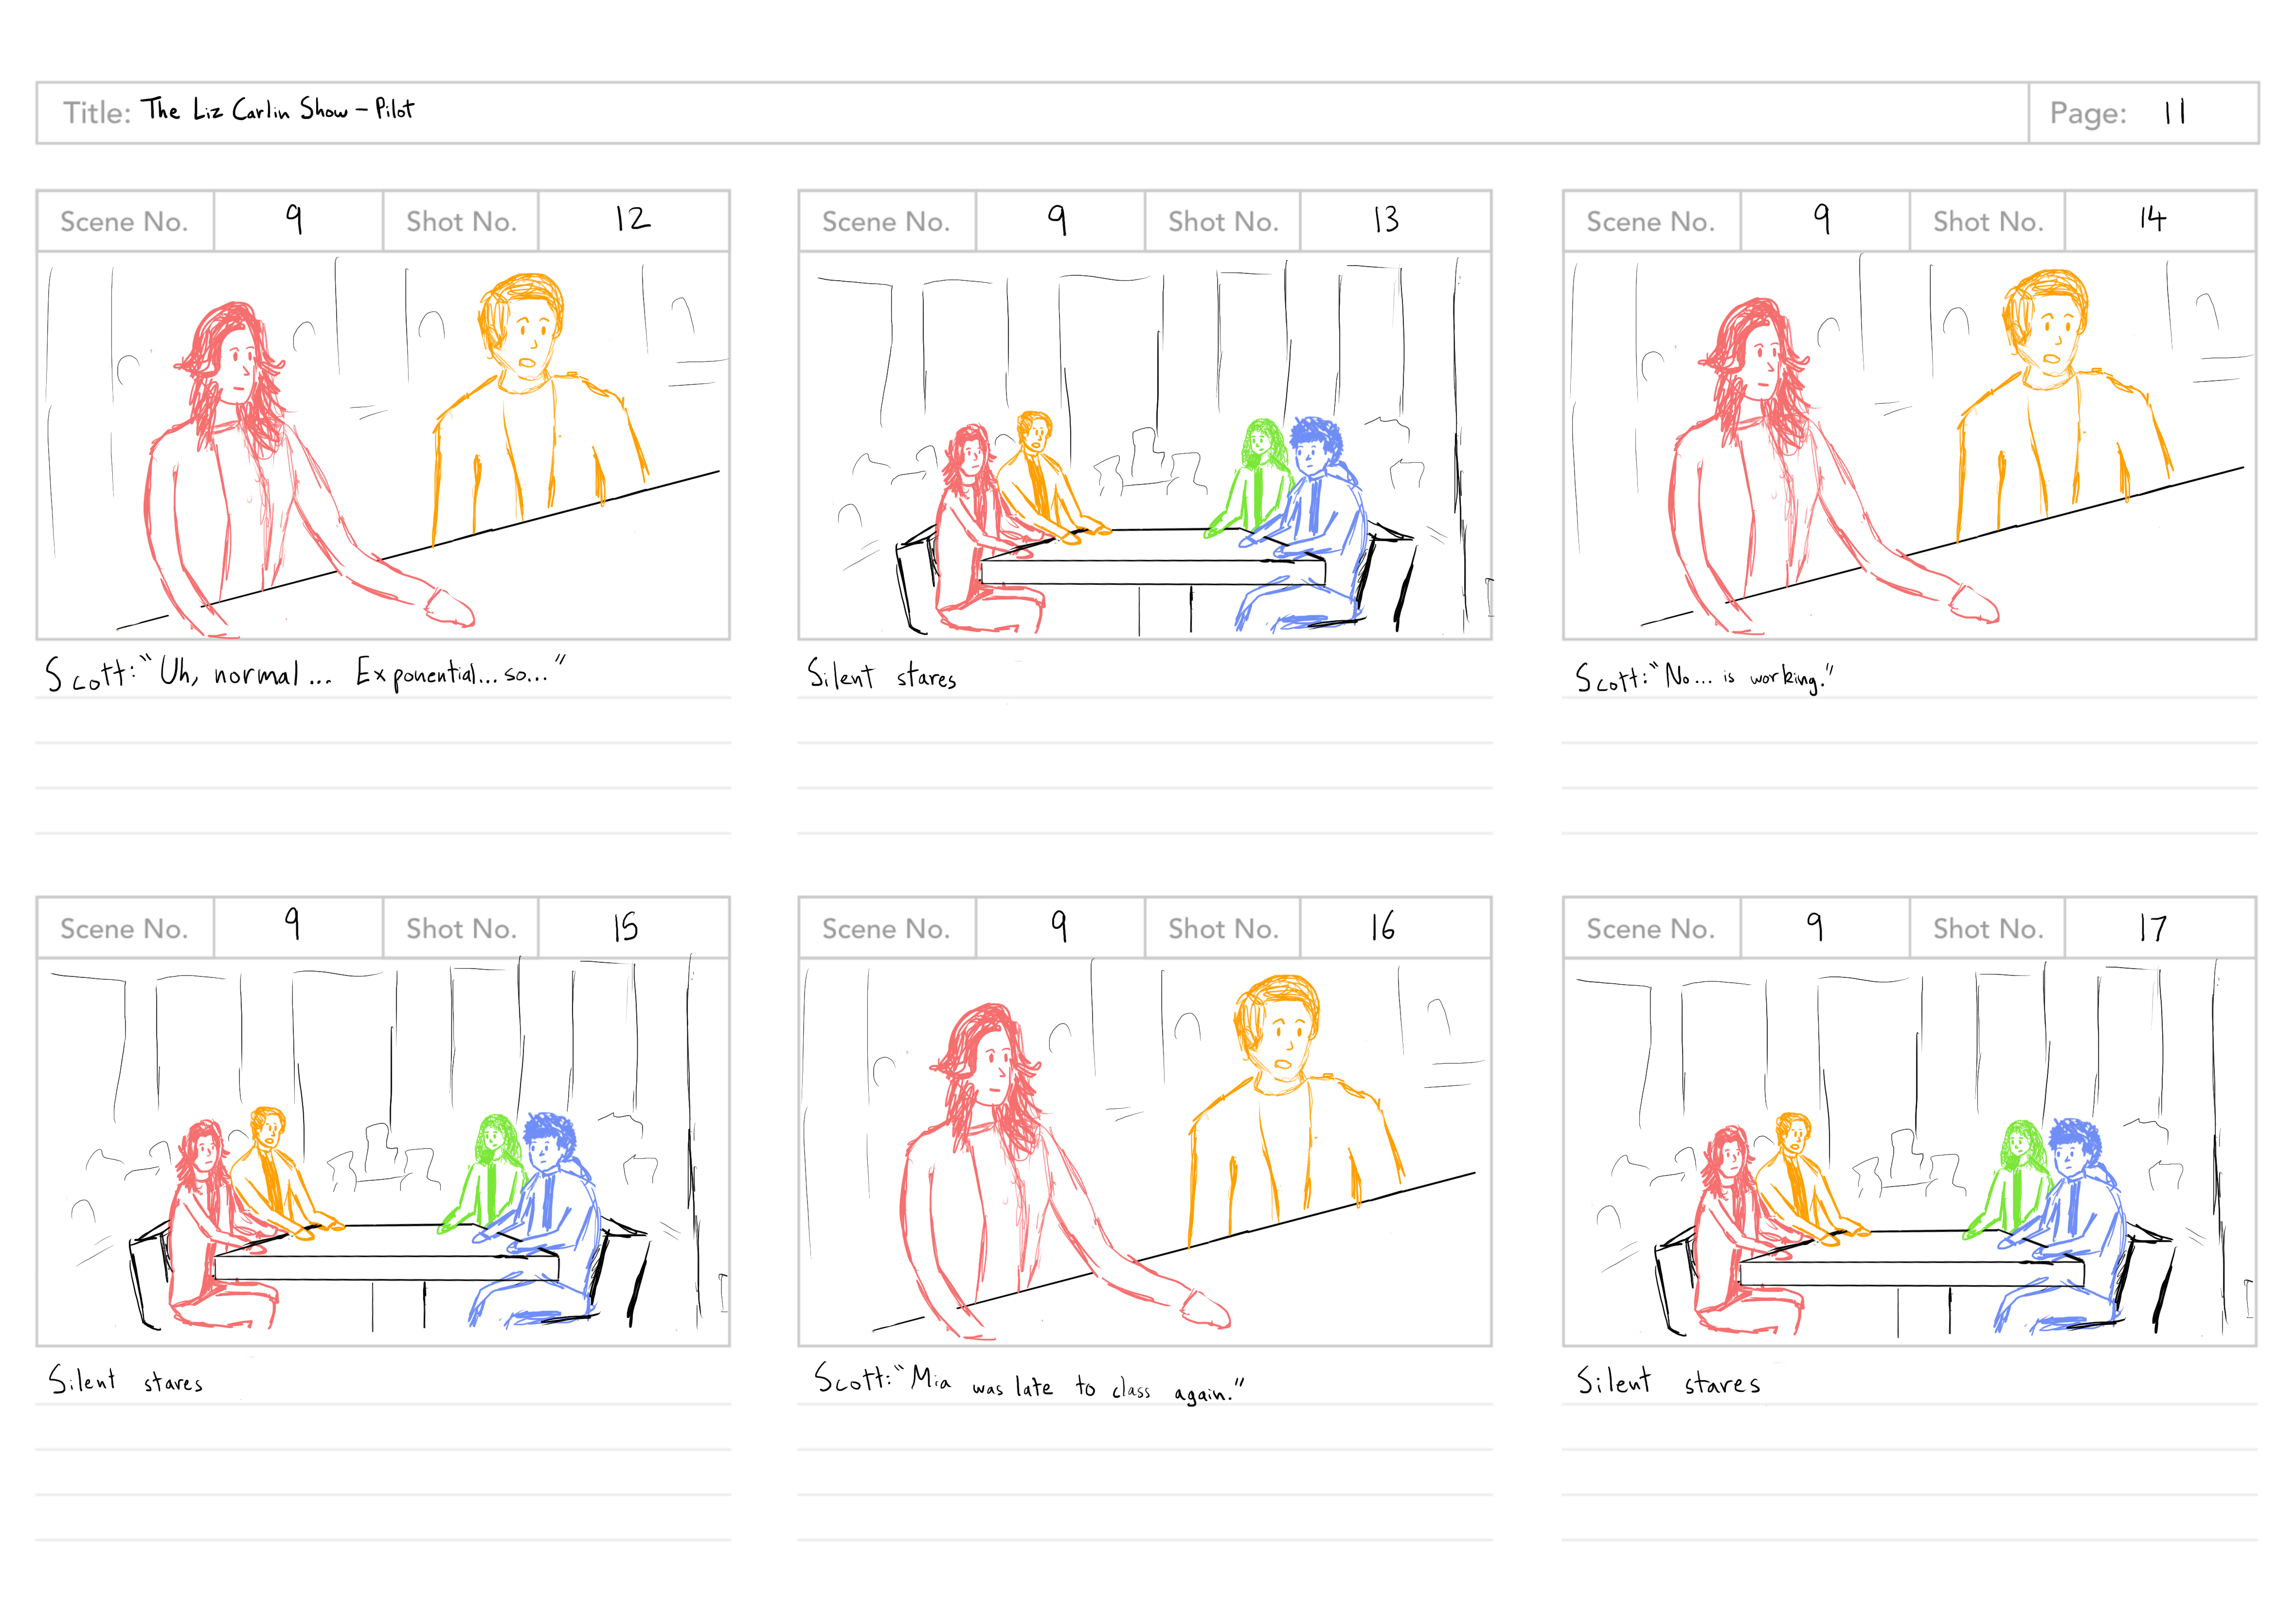 Title: The Liz Carlin Show – Pilot
Page: 11
Scene No. 9 Shot No. 12
Scene No. 9 Shot No. 13
Scene No. 9 Shot No. 14
Scott: "Uh, normal... Exponential... so..."
Silent stares
Scott: "No... is working."
Scene No. 9 Shot No. 15
Scene No. 9 Shot No. 16
Scene No. 9 Shot No. 17
Silent stares
Scott: "Mia was late to class again."
Silent stares